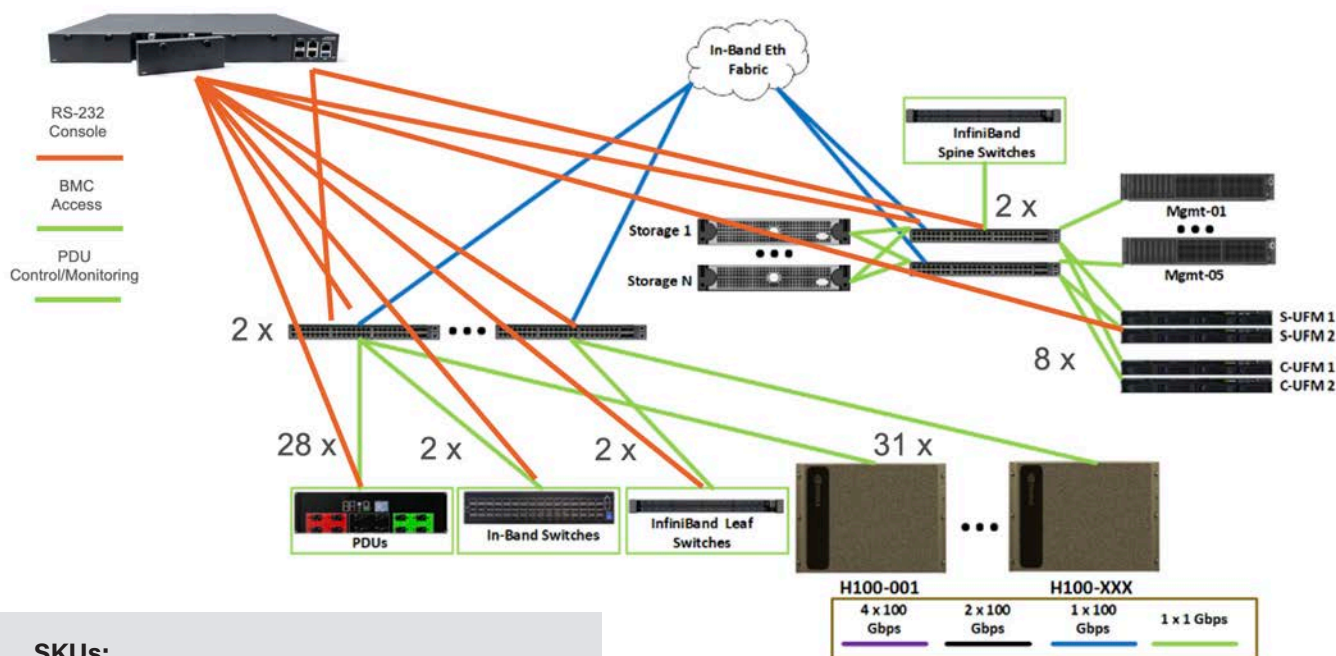 In-Band Eth
Fabric
RS-232
Console
BMC
Access
PDU
Control/Monitoring
InfiniBand
Spine Switches
2 x
Mgmt-01
Storage 1
Storage N
Mgmt-05
S-UFM 1
S-UFM 2
2 x
8 x
C-UFM 1
C-UFM 2
28 x
2 x
2 x
31 x
PDUs
In-Band Switches
InfiniBand Leaf
Switches
H100-001
H100-XXX
4 x 100
Gbps
2 x 100
Gbps
1 x 100
Gbps
1 x 1 Gbps
SKUs: